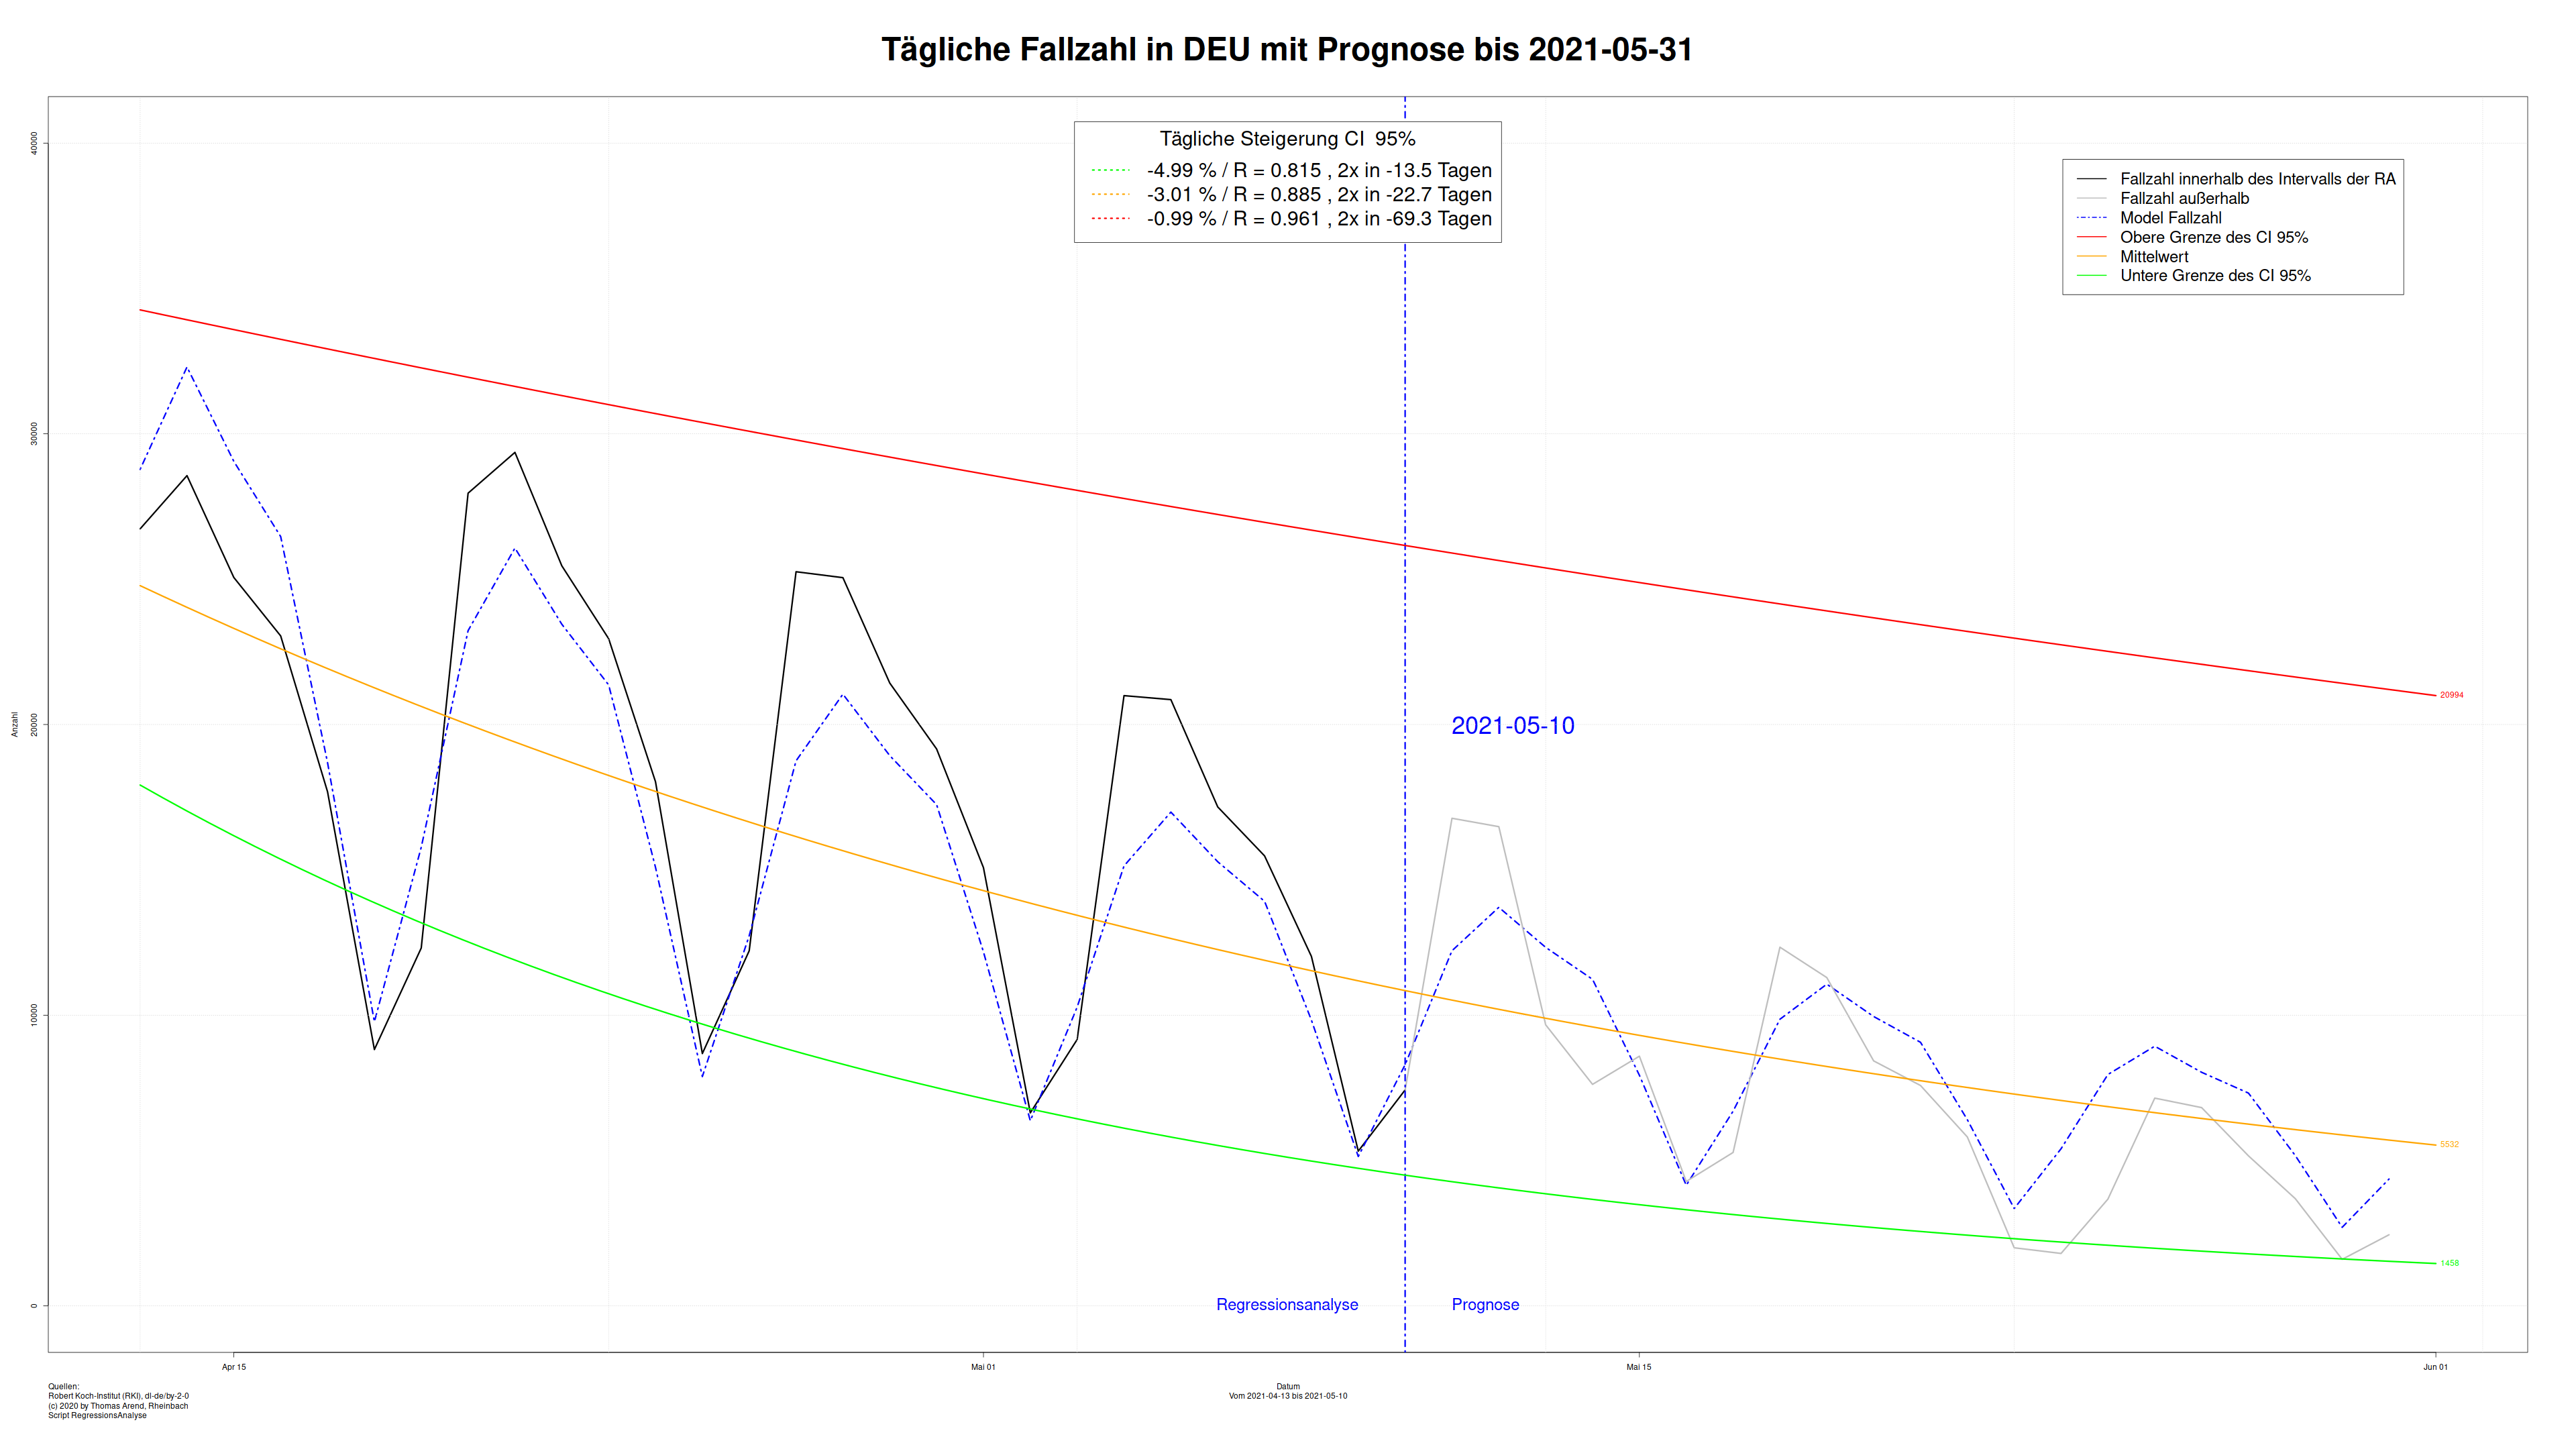 Tägliche Fallzahl in DEU mit Prognose bis 2021-05-31
Tägliche Steigerung CI  95%
-4.99 % / R = 0.815 , 2x in -13.5 Tagen
-3.01 % / R = 0.885 , 2x in -22.7 Tagen
-0.99 % / R = 0.961 , 2x in -69.3 Tagen
Fallzahl innerhalb des Intervalls der RA
Fallzahl außerhalb
Model Fallzahl
Obere Grenze des CI 95%
Mittelwert
Untere Grenze des CI 95%
40000
30000
20000
10000
0
Anzahl
20994
2021-05-10
5532
1458
Regressionsanalyse
Prognose
Apr 15
Mai 01
Mai 15
Jun 01
Datum
Vom 2021-04-13 bis 2021-05-10
Quellen:
Robert Koch-Institut (RKI), dl-de/by-2-0
(c) 2020 by Thomas Arend, Rheinbach
Script RegressionsAnalyse